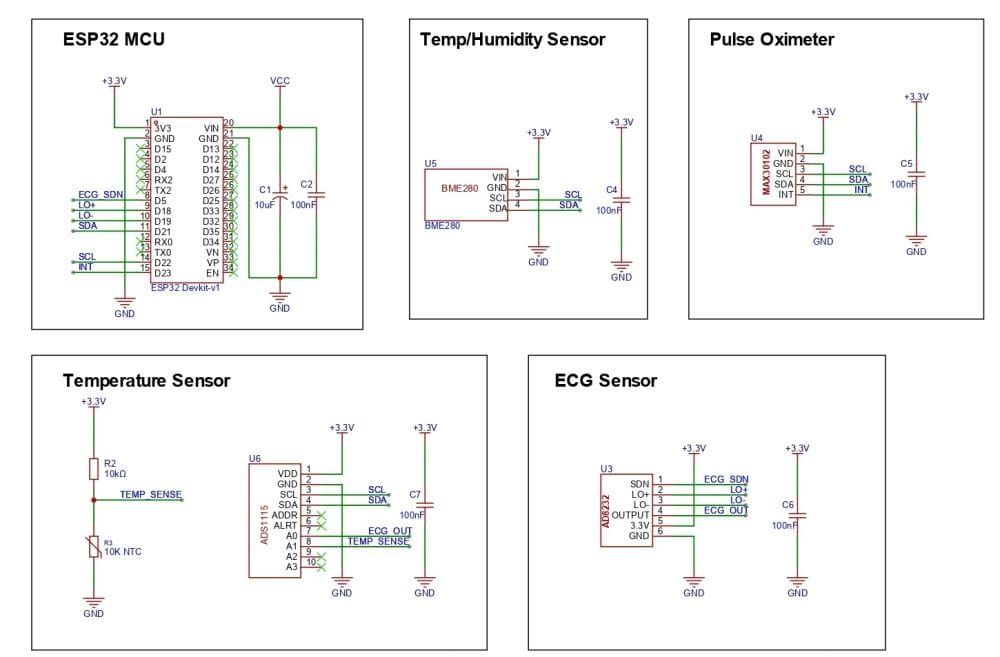 ESP32 MCU
+3.3V
VCC
U1
1 3V3 VIN 20
2 GND GND 21
3 D15 D13 22
4 D2 D12 23
5 D4 D14 24
6 RX2 D27 25
7 TX2 D26 26
ECG_SDN 8 D5 D25 27
LO+ 9 D18 D33 28
LO- 10 D19 D32 29
SDA 11 D21 D35 30
12 RX0 D34 31
13 TX0 VN 32
SCL 14 D22 VP 33
INT 15 D23 EN 34
ESP32 Devkit-v1
C1 +
10uF
C2
100nF
GND
GND
Temp/Humidity Sensor
+3.3V
+3.3V
U5
BME280
VIN 1
GND 2
SCL 3 SCL
SDA 4 SDA
BME280
C4
100nF
GND
GND
Pulse Oximeter
+3.3V
+3.3V
U4
MAX30102
VIN 1
GND 2
SCL 3 SCL
SDA 4 SDA
INT 5 INT
C5
100nF
GND
GND
Temperature Sensor
+3.3V
R2
10kΩ
TEMP_SENSE
R3
10K NTC
GND
+3.3V
+3.3V
U6
ADS1115
VDD 1
GND 2
SCL 3 SCL
SDA 4 SDA
ADDR 5
ALRT 6
A0 7 ECG_OUT
A1 8 TEMP_SENSE
A2 9
A3 10
C7
100nF
GND
GND
ECG Sensor
+3.3V
+3.3V
U3
AD8232
SDN 1 ECG_SDN
LO+ 2 LO+
LO- 3 LO-
OUTPUT 4 ECG_OUT
3.3V 5
GND 6
C6
100nF
GND
GND